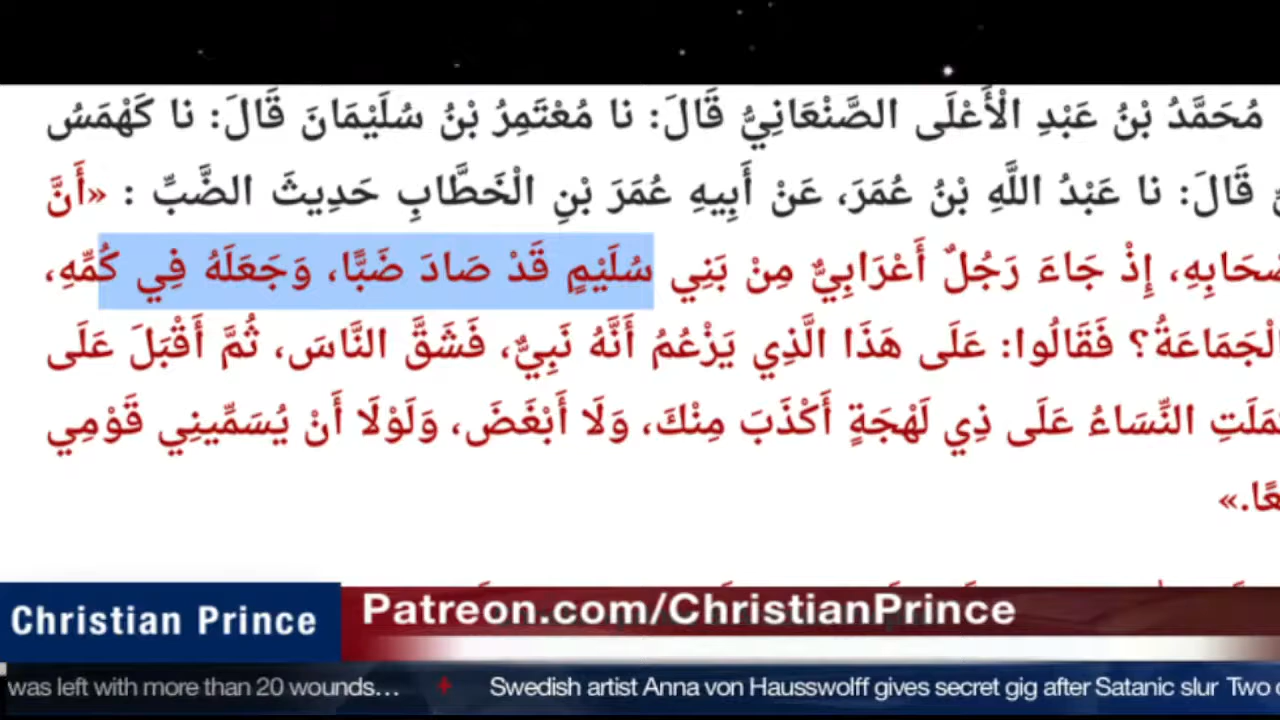 مُحَمَّدُ بْنُ عَبْدِ الْأَعْلَى الصَّنْعَانِيُّ قَالَ: نا مُعْتَمِرُ بْنُ سُلَيْمَانَ قَالَ: نا كَهْمَسُ
قَالَ: نا عَبْدُ اللَّهِ بْنُ عُمَرَ، عَنْ أَبِيهِ عُمَرَ بْنِ الْخَطَّابِ حَدِيثَ الضَّبِّ : «أَنَّ
إِذْ جَاءَ رَجُلٌ أَعْرَابِيٌّ مِنْ بَنِي سُلَيْمٍ قَدْ صَادَ ضَبًّا، وَجَعَلَهُ فِي كُمِّهِ،
الْجَمَاعَةُ؟ فَقَالُوا: عَلَى هَذَا الَّذِي يَزْعُمُ أَنَّهُ نَبِيٌّ، فَشَقَّ النَّاسَ، ثُمَّ أَقْبَلَ عَلَى
النِّسَاءُ عَلَى ذِي لَهْجَةٍ أَكْذَبَ مِنْكَ، وَلَا أَبْغَضَ، وَلَوْلَا أَنْ يُسَمِّينِي قَوْمِي
Christian Prince
Patreon.com/ChristianPrince
was left with more than 20 wounds... Swedish artist Anna von Hausswolff gives secret gig after Satanic slur Two